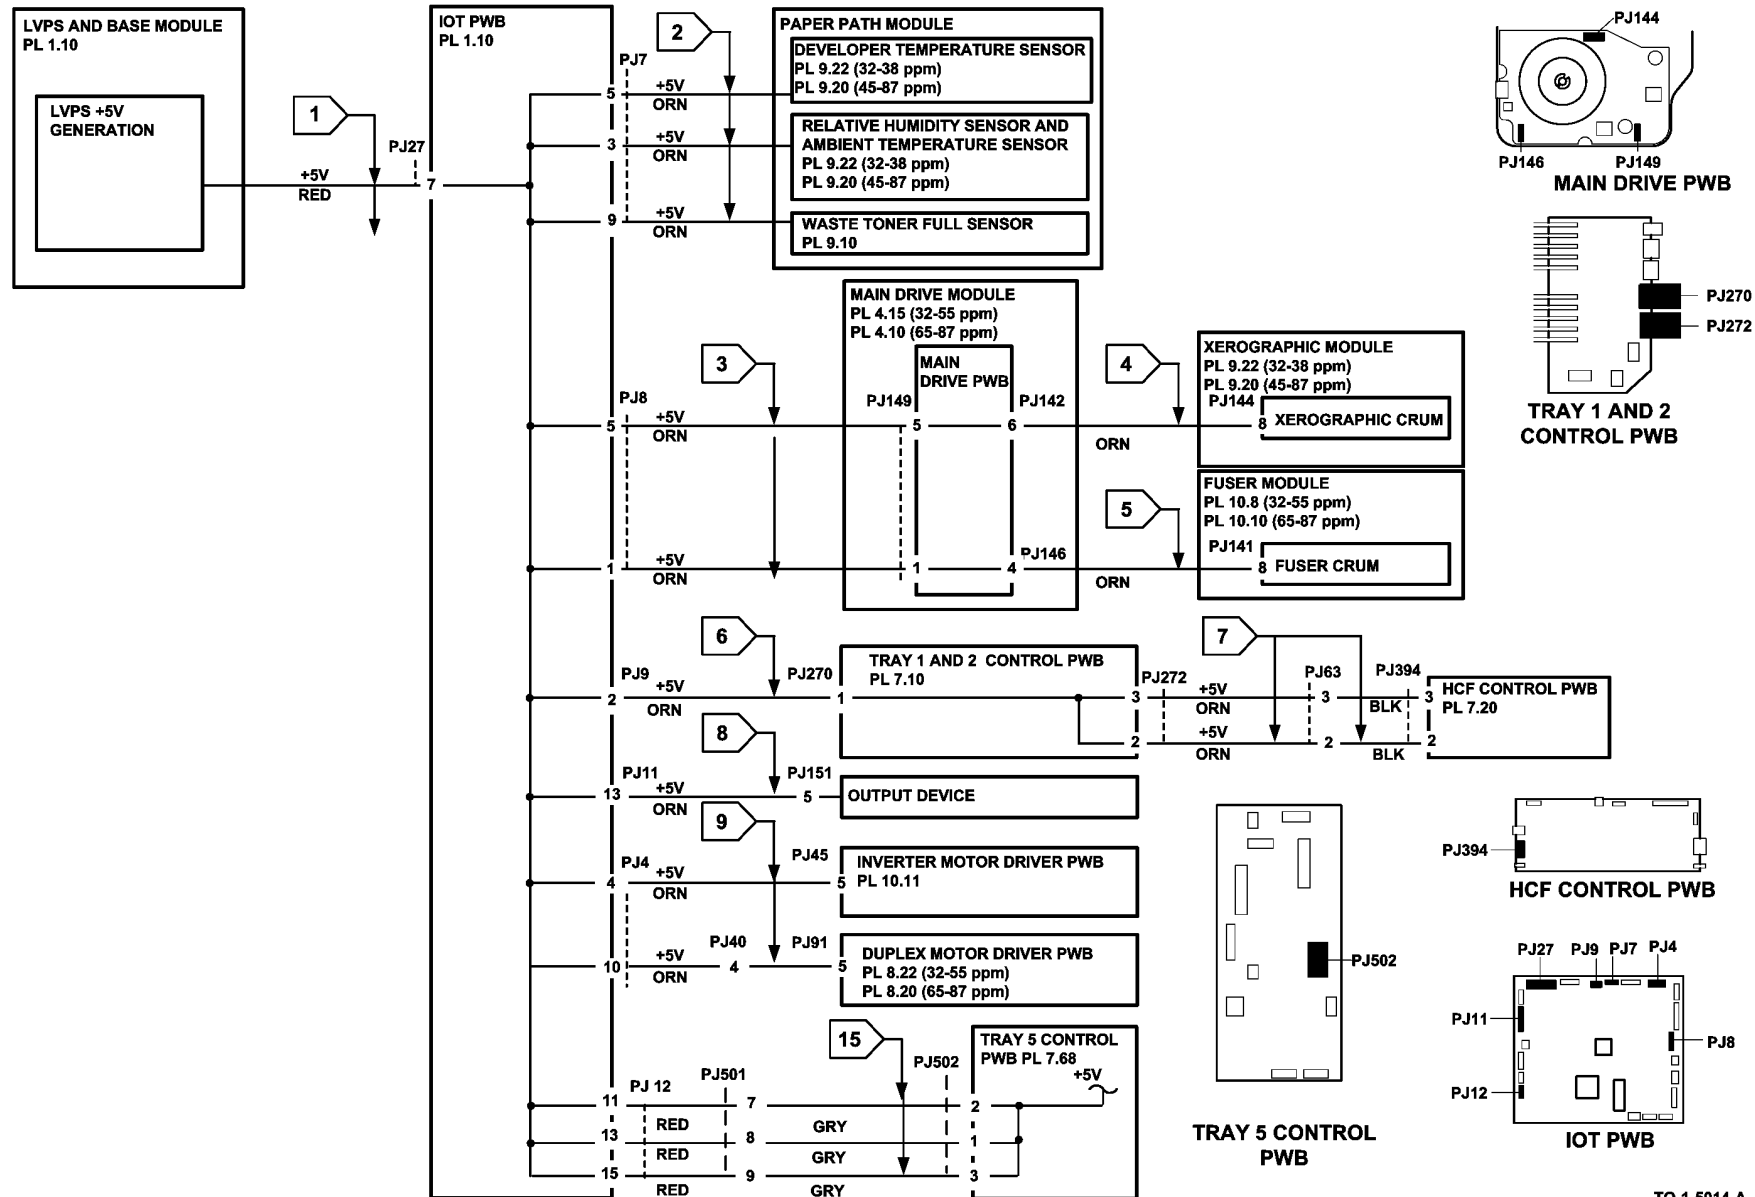 LVPS AND BASE MODULE
PL 1.10
LVPS +5V
GENERATION
1
+5V
RED
PJ27
7
IOT PWB
PL 1.10
2
PJ7
5
+5V
ORN
3
+5V
ORN
9
+5V
ORN
PAPER PATH MODULE
DEVELOPER TEMPERATURE SENSOR
PL 9.22 (32-38 ppm)
PL 9.20 (45-87 ppm)
RELATIVE HUMIDITY SENSOR AND
AMBIENT TEMPERATURE SENSOR
PL 9.22 (32-38 ppm)
PL 9.20 (45-87 ppm)
WASTE TONER FULL SENSOR
PL 9.10
3
PJ8
5
+5V
ORN
1
+5V
ORN
MAIN DRIVE MODULE
PL 4.15 (32-55 ppm)
PL 4.10 (65-87 ppm)
MAIN
DRIVE PWB
PJ149
5
1
PJ142
6
PJ146
4
4
ORN
5
ORN
XEROGRAPHIC MODULE
PL 9.22 (32-38 ppm)
PL 9.20 (45-87 ppm)
PJ144
8
XEROGRAPHIC CRUM
FUSER MODULE
PL 10.8 (32-55 ppm)
PL 10.10 (65-87 ppm)
PJ141
8
FUSER CRUM
6
PJ9
2
+5V
ORN
PJ270
1
TRAY 1 AND 2 CONTROL PWB
PL 7.10
3
2
PJ272
+5V
ORN
+5V
ORN
7
PJ63
3
2
BLK
BLK
PJ394
3
2
HCF CONTROL PWB
PL 7.20
8
PJ11
13
+5V
ORN
PJ151
5
OUTPUT DEVICE
9
PJ4
4
+5V
ORN
PJ45
5
INVERTER MOTOR DRIVER PWB
PL 10.11
10
+5V
ORN
PJ40
4
PJ91
5
DUPLEX MOTOR DRIVER PWB
PL 8.22 (32-55 ppm)
PL 8.20 (65-87 ppm)
15
PJ 12
11
RED
13
RED
15
RED
PJ501
7
8
9
GRY
GRY
GRY
PJ502
2
1
3
TRAY 5 CONTROL
PWB PL 7.68
+5V
PJ144
PJ146
PJ149
MAIN DRIVE PWB
PJ270
PJ272
TRAY 1 AND 2
CONTROL PWB
PJ502
TRAY 5 CONTROL
PWB
PJ394
HCF CONTROL PWB
PJ27
PJ9
PJ7
PJ4
PJ11
PJ8
PJ12
IOT PWB